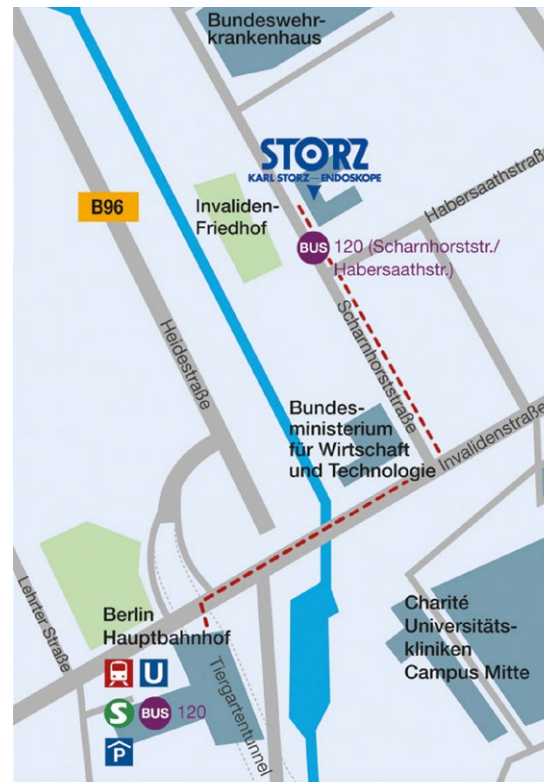 Bundeswehr-
krankenhaus
STORZ
KARL STORZ—ENDOSKOPE
B96
Invaliden-
Friedhof
Habersaathstraße
BUS 120 (Scharnhorststr./
Habersaathstr.)
Heidestraße
Scharnhorststraße
Bundes-
ministerium
für Wirtschaft
und Technologie
Invalidenstraße
Lehrter Straße
Berlin
Hauptbahnhof
U
S BUS 120
P
Tiergartentunnel
Charité
Universitäts-
kliniken
Campus Mitte